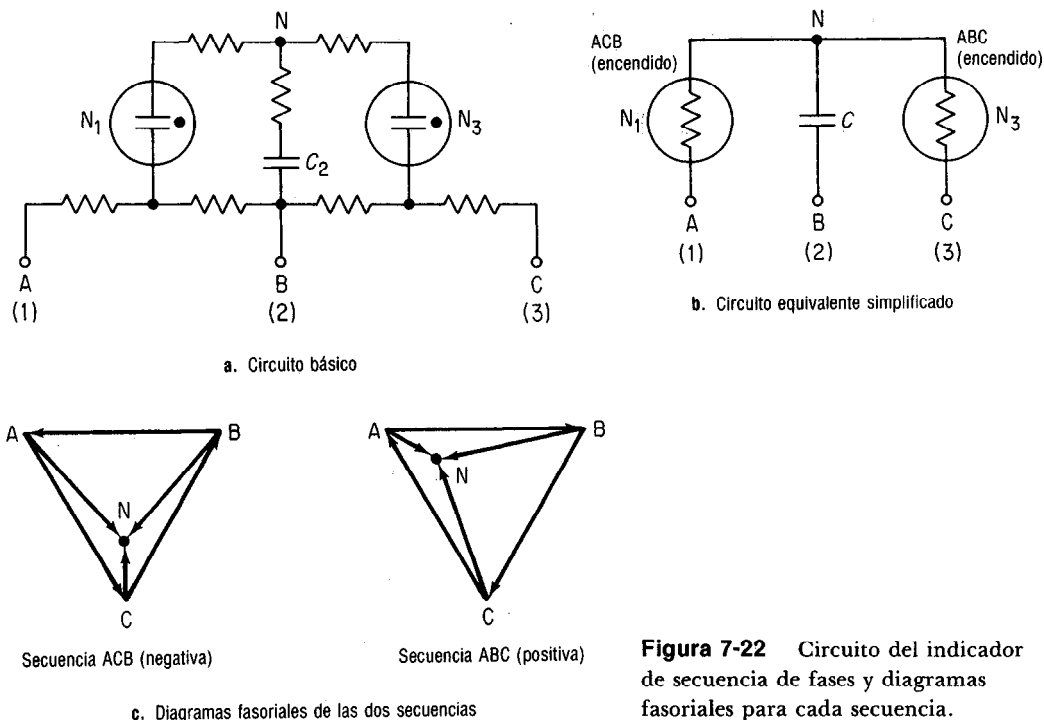 N
N₁
N₃
C₂
A
(1)
B
(2)
C
(3)
a. Circuito básico
N
ACB
(encendido)
ABC
(encendido)
N₁
C
N₃
A
(1)
B
(2)
C
(3)
b. Circuito equivalente simplificado
A
B
N
C
Secuencia ACB (negativa)
A
B
N
C
Secuencia ABC (positiva)
c. Diagramas fasoriales de las dos secuencias
Figura 7-22 Circuito del indicador
de secuencia de fases y diagramas
fasoriales para cada secuencia.